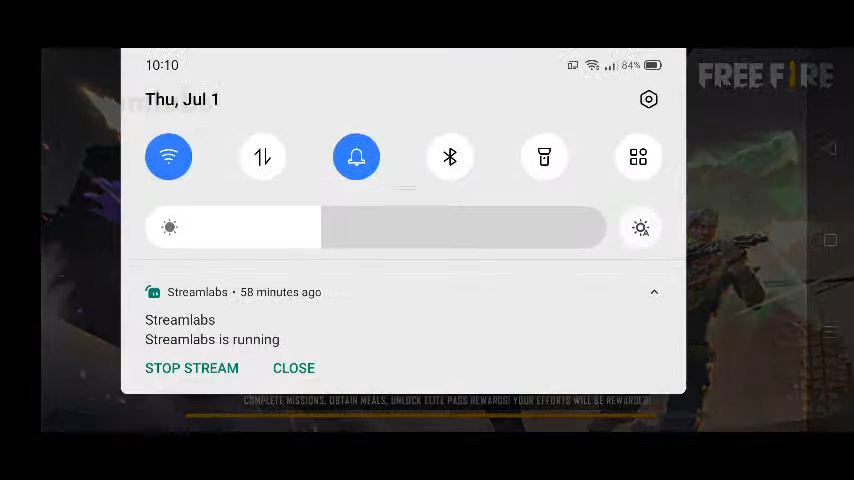 10:10
84%
FREE FIRE
Thu, Jul 1
Streamlabs • 58 minutes ago
Streamlabs
Streamlabs is running
STOP STREAM
CLOSE
COMPLETE MISSIONS, OBTAIN MEALS, UNLOCK ELITE PASS REWARDS! YOUR EFFORTS WILL BE REWARDED!